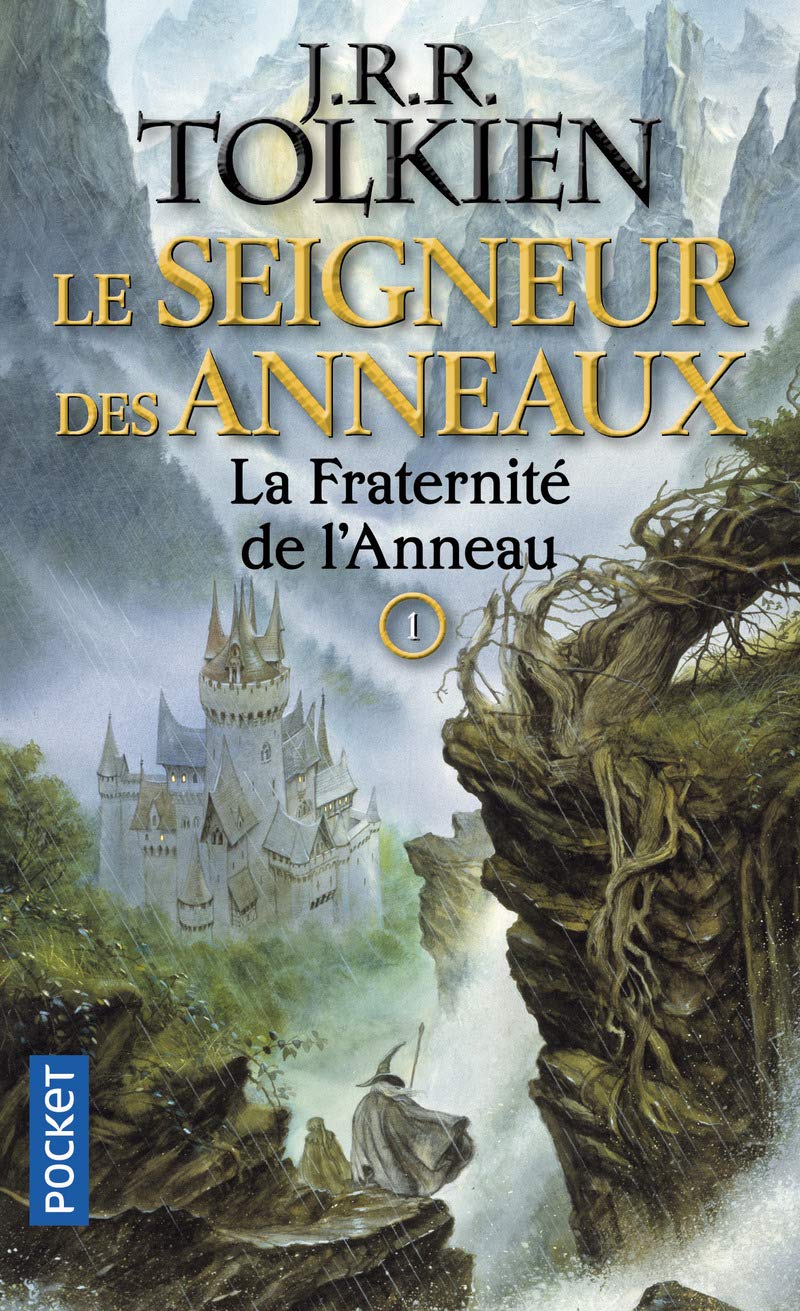 J.R.R.
TOLKIEN
LE SEIGNEUR
DES ANNEAUX
La Fraternité
de l'Anneau
1
POCKET